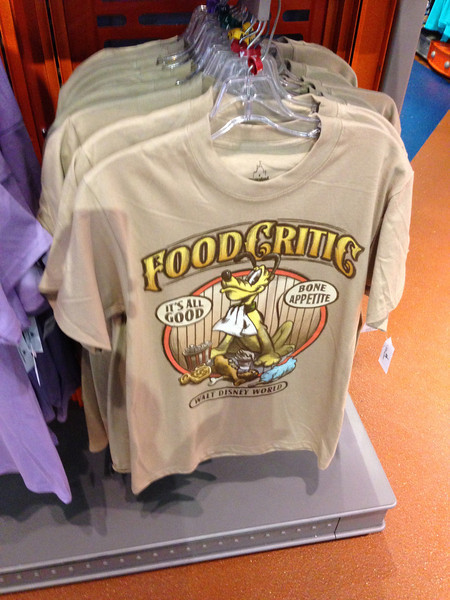 FOOD CRITIC
IT'S ALL
GOOD
BONE
APPETITE
WALT DISNEY WORLD